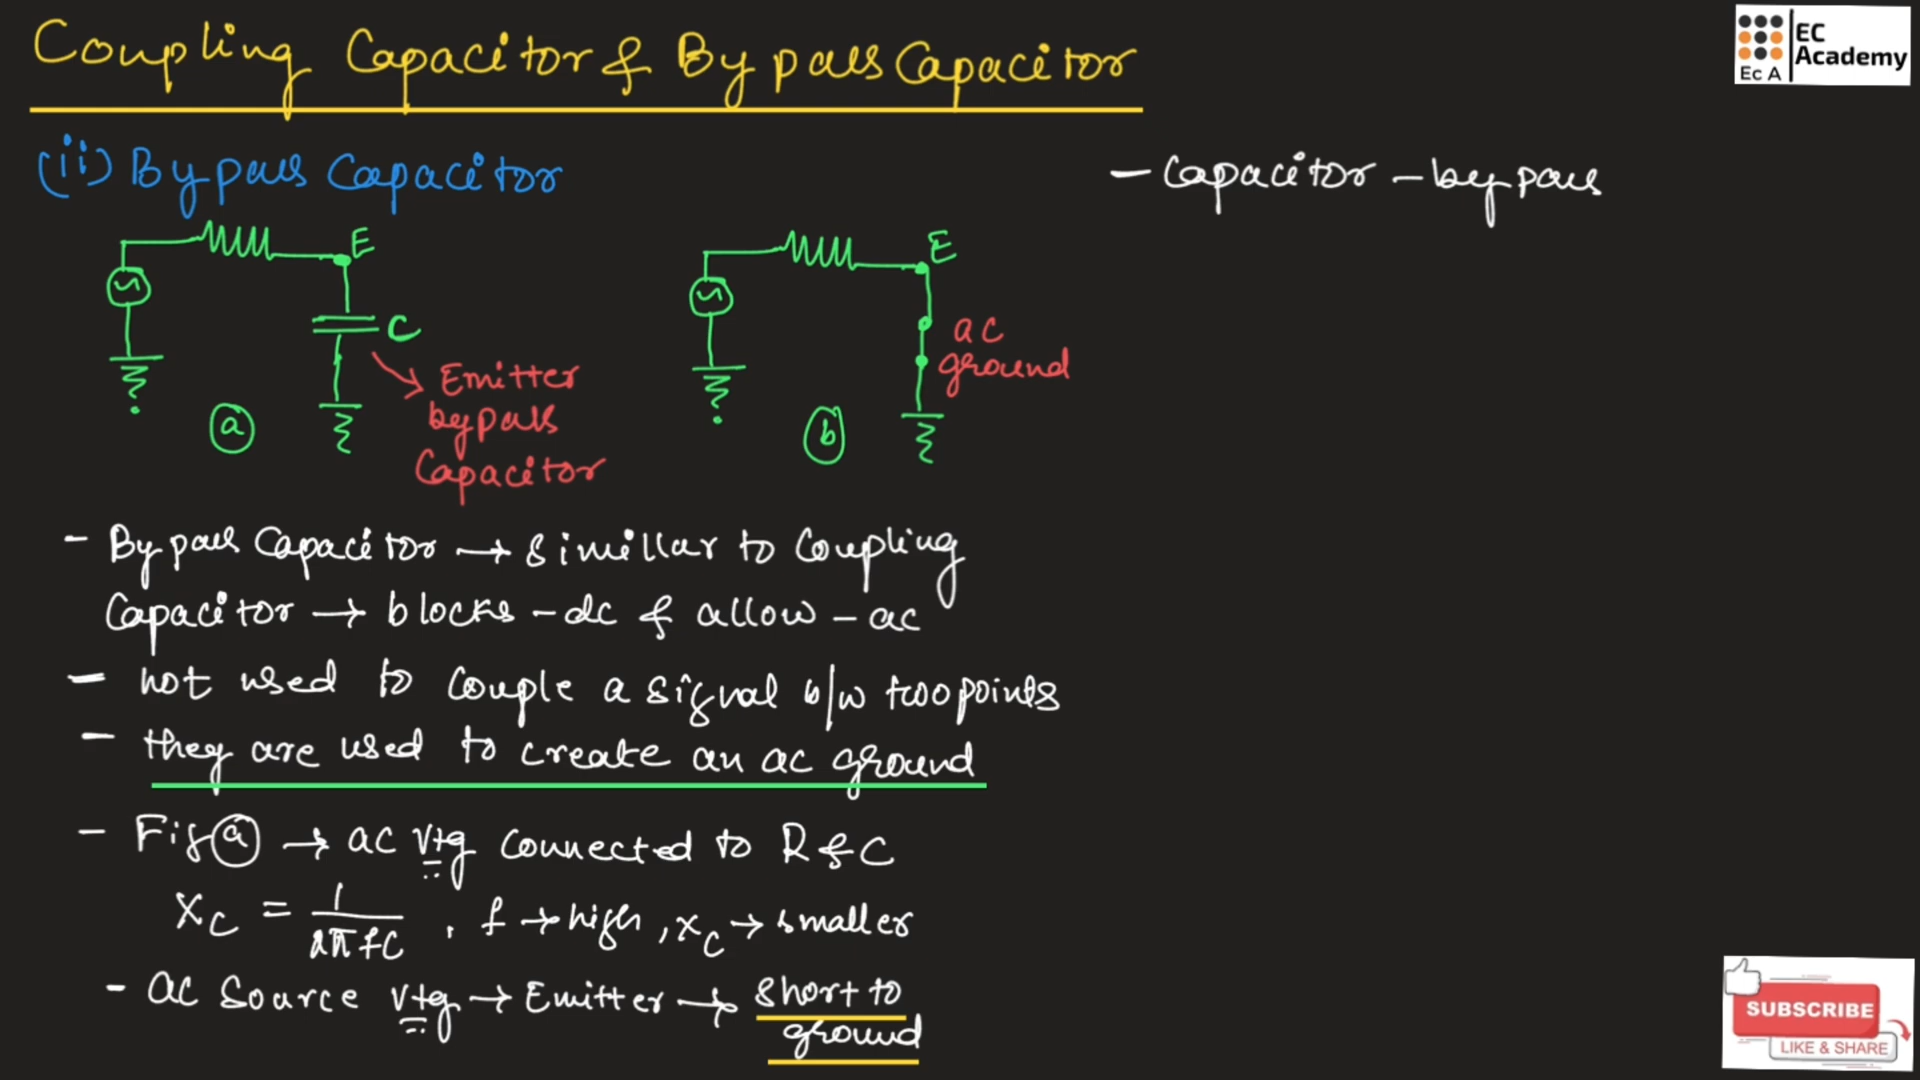 Coupling Capacitor & Bypass Capacitor
EC
Academy
Ec A
(ii) Bypass Capacitor
- Capacitor - bypass
E
C
Emitter
bypass
Capacitor
a
E
ac
ground
b
- Bypass Capacitor → simillar to Coupling
Capacitor → blocks - dc & allow - ac
- not used to couple a signal b/w two points
- they are used to create an ac ground
- Fig a → ac Vtg connected to R & C
Xc = 1/2πfC , f → high, Xc → smaller
- ac source Vtg → Emitter → short to
ground
SUBSCRIBE
LIKE & SHARE